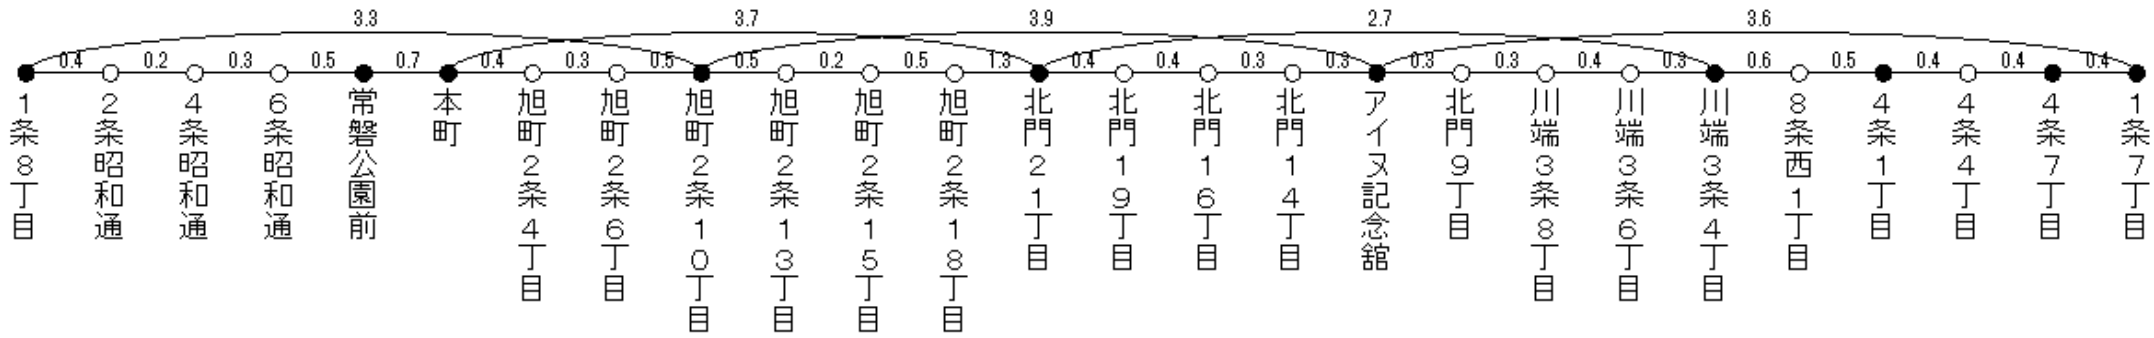 3.3 3.7 3.9 2.7 3.6
0.4 0.2 0.3 0.5 0.7 0.4 0.3 0.5 0.5 0.2 0.5 1.3 0.4 0.4 0.3 0.3 0.3 0.3 0.4 0.3 0.6 0.5 0.4 0.4 0.4
1条8丁目
2条昭和通
4条昭和通
6条昭和通
常磐公園前
本町
旭町2条4丁目
旭町2条6丁目
旭町2条10丁目
旭町2条13丁目
旭町2条15丁目
旭町2条18丁目
北門21丁目
北門19丁目
北門16丁目
北門14丁目
アイヌ記念舘
北門9丁目
川端3条8丁目
川端3条6丁目
川端3条4丁目
8条西1丁目
4条1丁目
4条4丁目
4条7丁目
1条7丁目